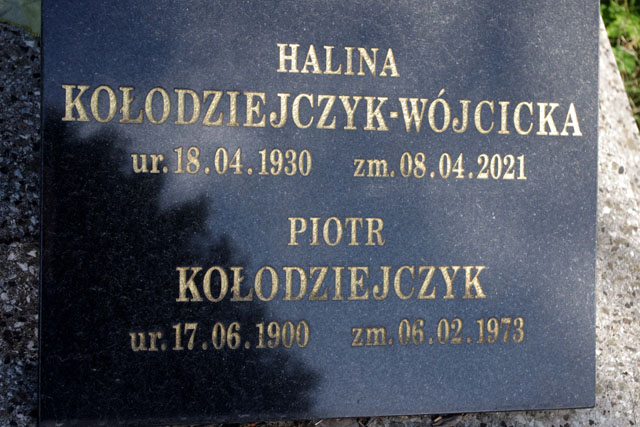 HALINA
KOŁODZIEJCZYK-WÓJCICKA
ur. 18.04.1930 zm. 08.04.2021
PIOTR
KOŁODZIEJCZYK
ur. 17.06.1900 zm. 06.02.1973